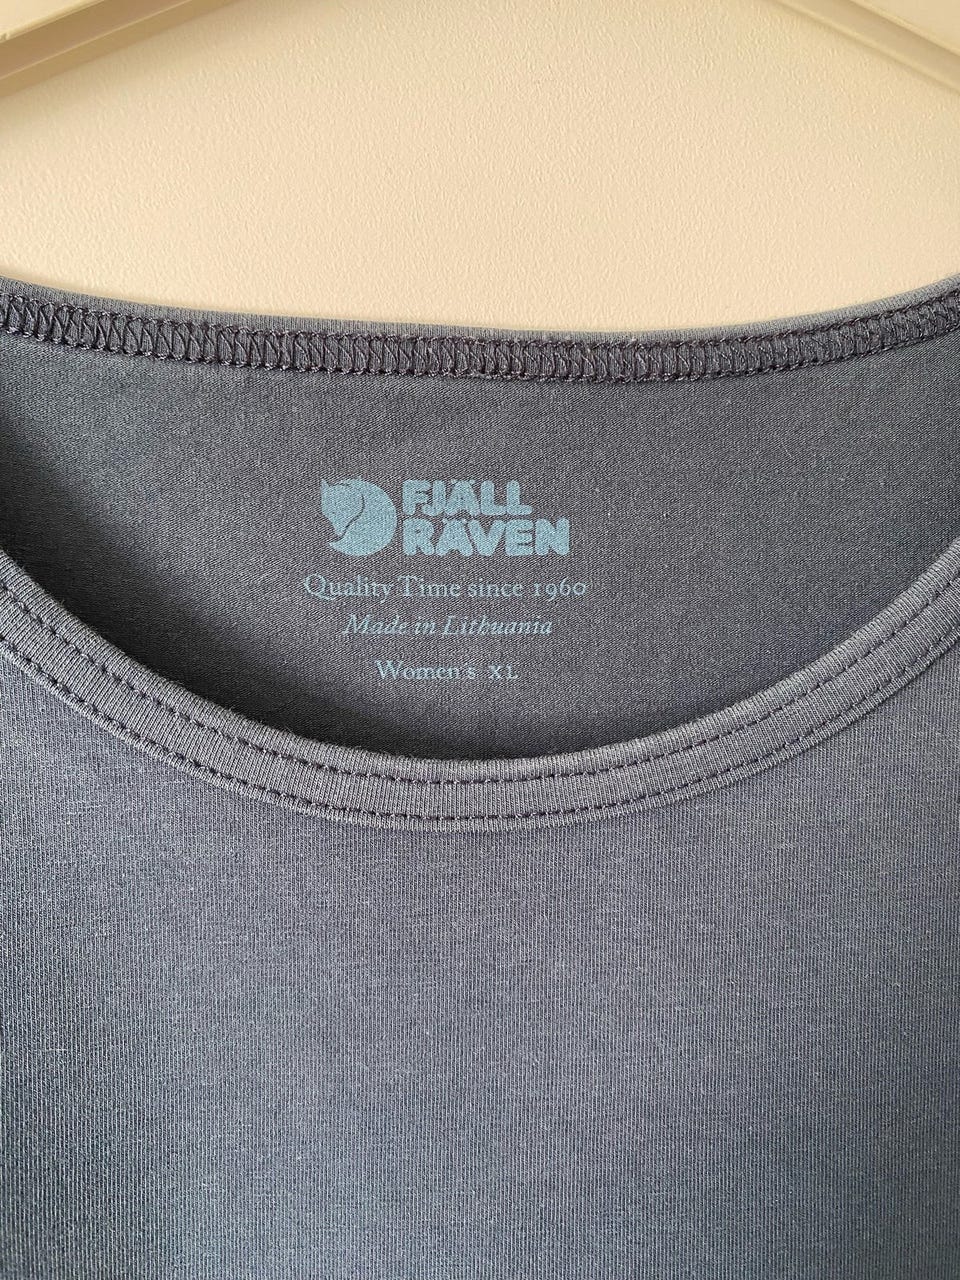 FJÄLL
RÄVEN
Quality Time since 1960
Made in Lithuania
Women's XL